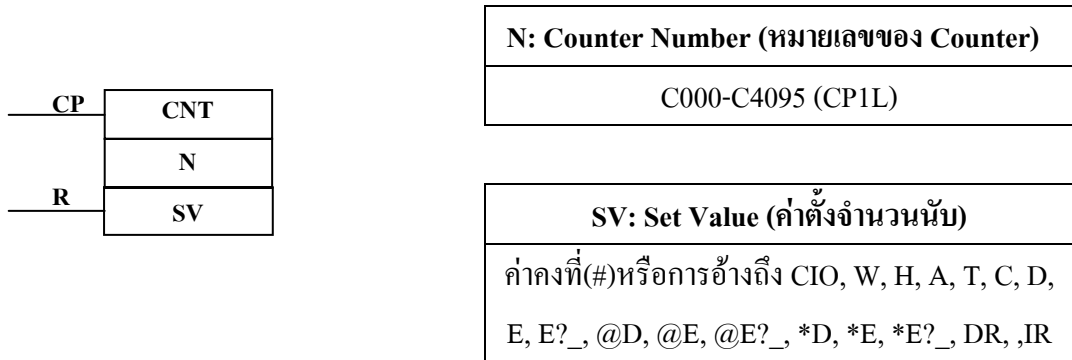 CP
CNT
N
R
SV
N: Counter Number (หมายเลขของ Counter)
C000-C4095 (CP1L)
SV: Set Value (ค่าตั้งจำนวนนับ)
ค่าคงที่(#)หรือการอ้างถึง CIO, W, H, A, T, C, D,
E, E?_, @D, @E, @E?_, *D, *E, *E?_, DR, ,IR